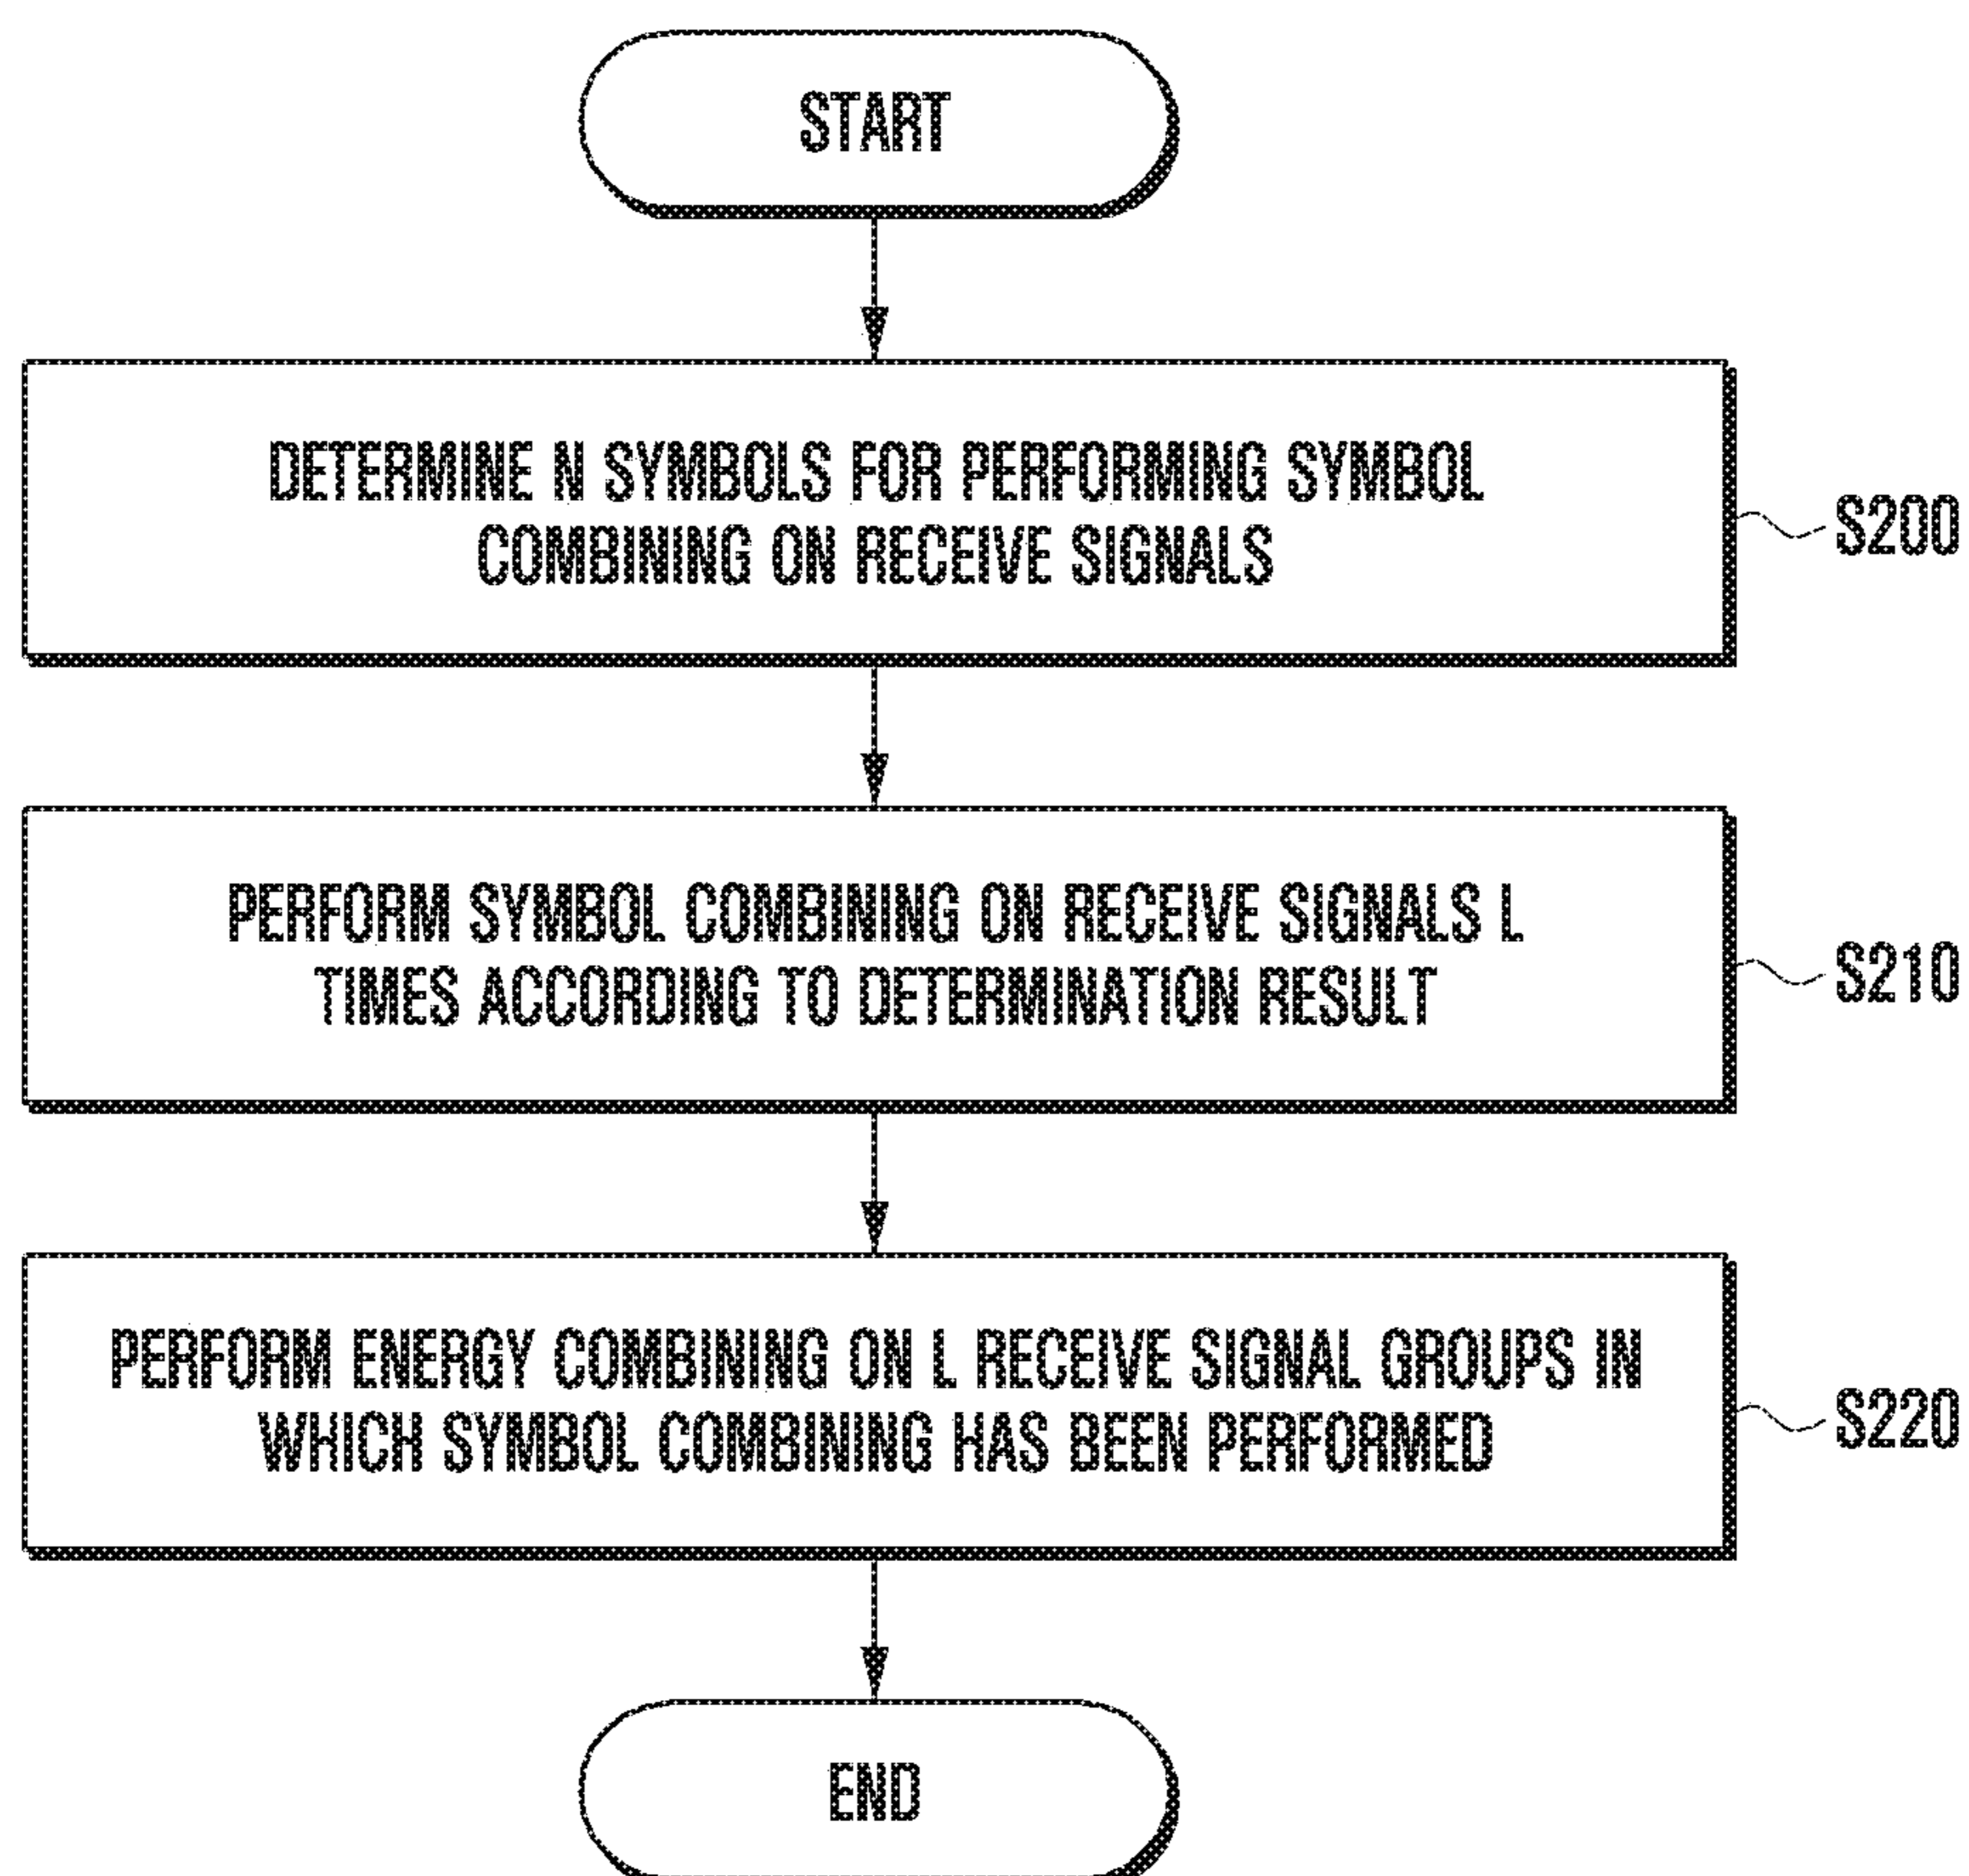 START
DETERMINE N SYMBOLS FOR PERFORMING SYMBOL
COMBINING ON RECEIVE SIGNALS
S200
PERFORM SYMBOL COMBINING ON RECEIVE SIGNALS L
TIMES ACCORDING TO DETERMINATION RESULT
S210
PERFORM ENERGY COMBINING ON L RECEIVE SIGNAL GROUPS IN
WHICH SYMBOL COMBINING HAS BEEN PERFORMED
S220
END